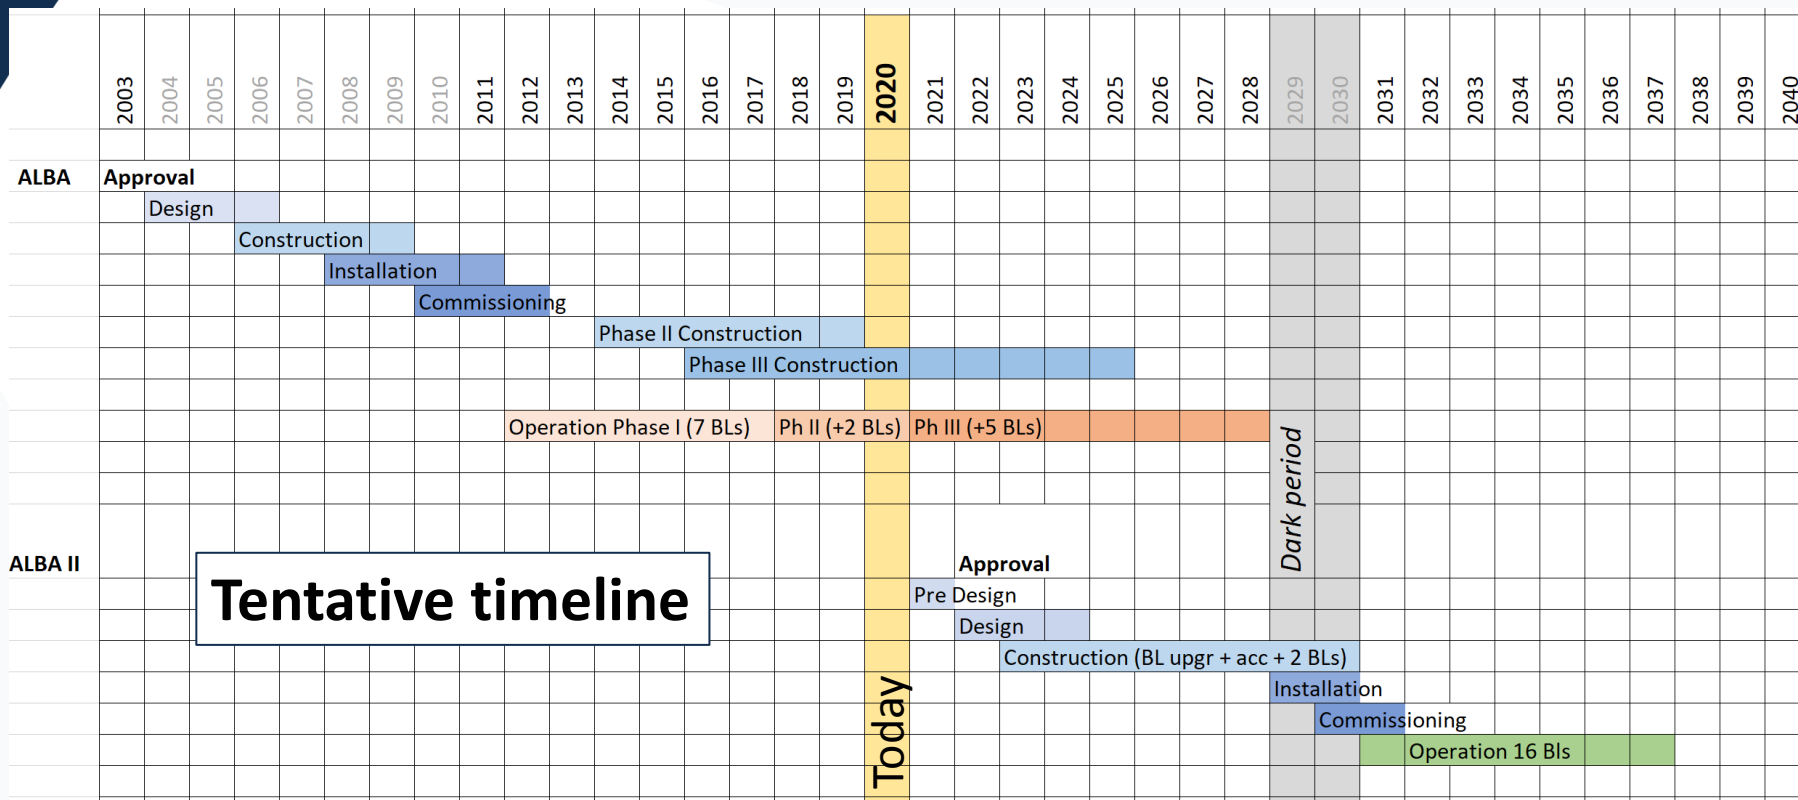 2003 2004 2005 2006 2007 2008 2009 2010 2011 2012 2013 2014 2015 2016 2017 2018 2019 2020 2021 2022 2023 2024 2025 2026 2027 2028 2029 2030 2031 2032 2033 2034 2035 2036 2037 2038 2039 2040
ALBA Approval
Design
Construction
Installation
Commissioning
Phase II Construction
Phase III Construction
Operation Phase I (7 BLs) Ph II (+2 BLs) Ph III (+5 BLs)
Dark period
ALBA II Approval
Tentative timeline
Pre Design
Design
Construction (BL upgr + acc + 2 BLs)
Installation
Today
Commissioning
Operation 16 Bls